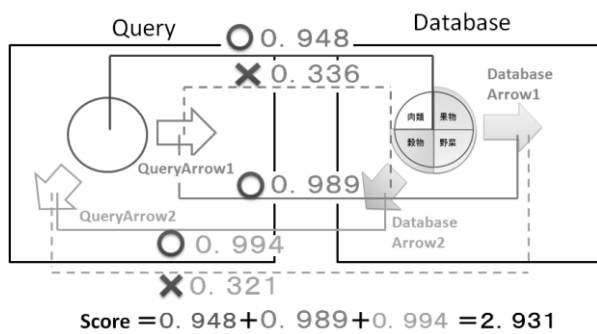 Query
Database
0.948
0.336
Database
Arrow1
肉類 果物
穀物 野菜
QueryArrow1
0.989
QueryArrow2
Database
Arrow2
0.994
0.321
Score =0.948+0.989+0.994=2.931